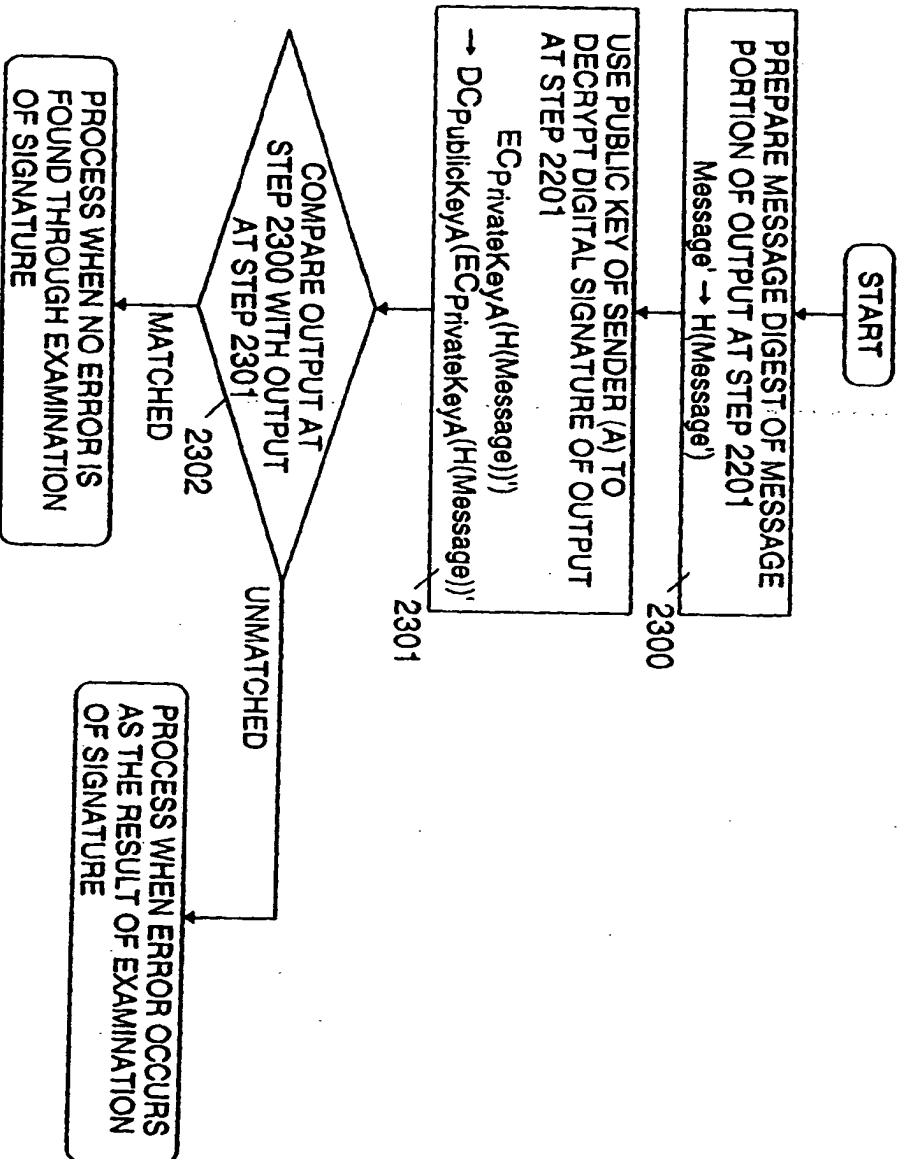 START
PREPARE MESSAGE DIGEST OF MESSAGE
PORTION OF OUTPUT AT STEP 2201
Message' → H(Message')
2300
USE PUBLIC KEY OF SENDER (A) TO
DECRYPT DIGITAL SIGNATURE OF OUTPUT
AT STEP 2201
ECPrivateKeyA(H(Message))')
→ DCPublicKeyA(ECPrivateKeyA(H(Message))'
2301
COMPARE OUTPUT AT
STEP 2300 WITH OUTPUT
AT STEP 2301
2302
UNMATCHED
MATCHED
PROCESS WHEN NO ERROR IS
FOUND THROUGH EXAMINATION
OF SIGNATURE
PROCESS WHEN ERROR OCCURS
AS THE RESULT OF EXAMINATION
OF SIGNATURE